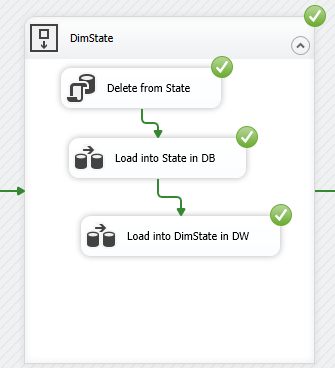 DimState
Delete from State
Load into State in DB
Load into DimState in DW